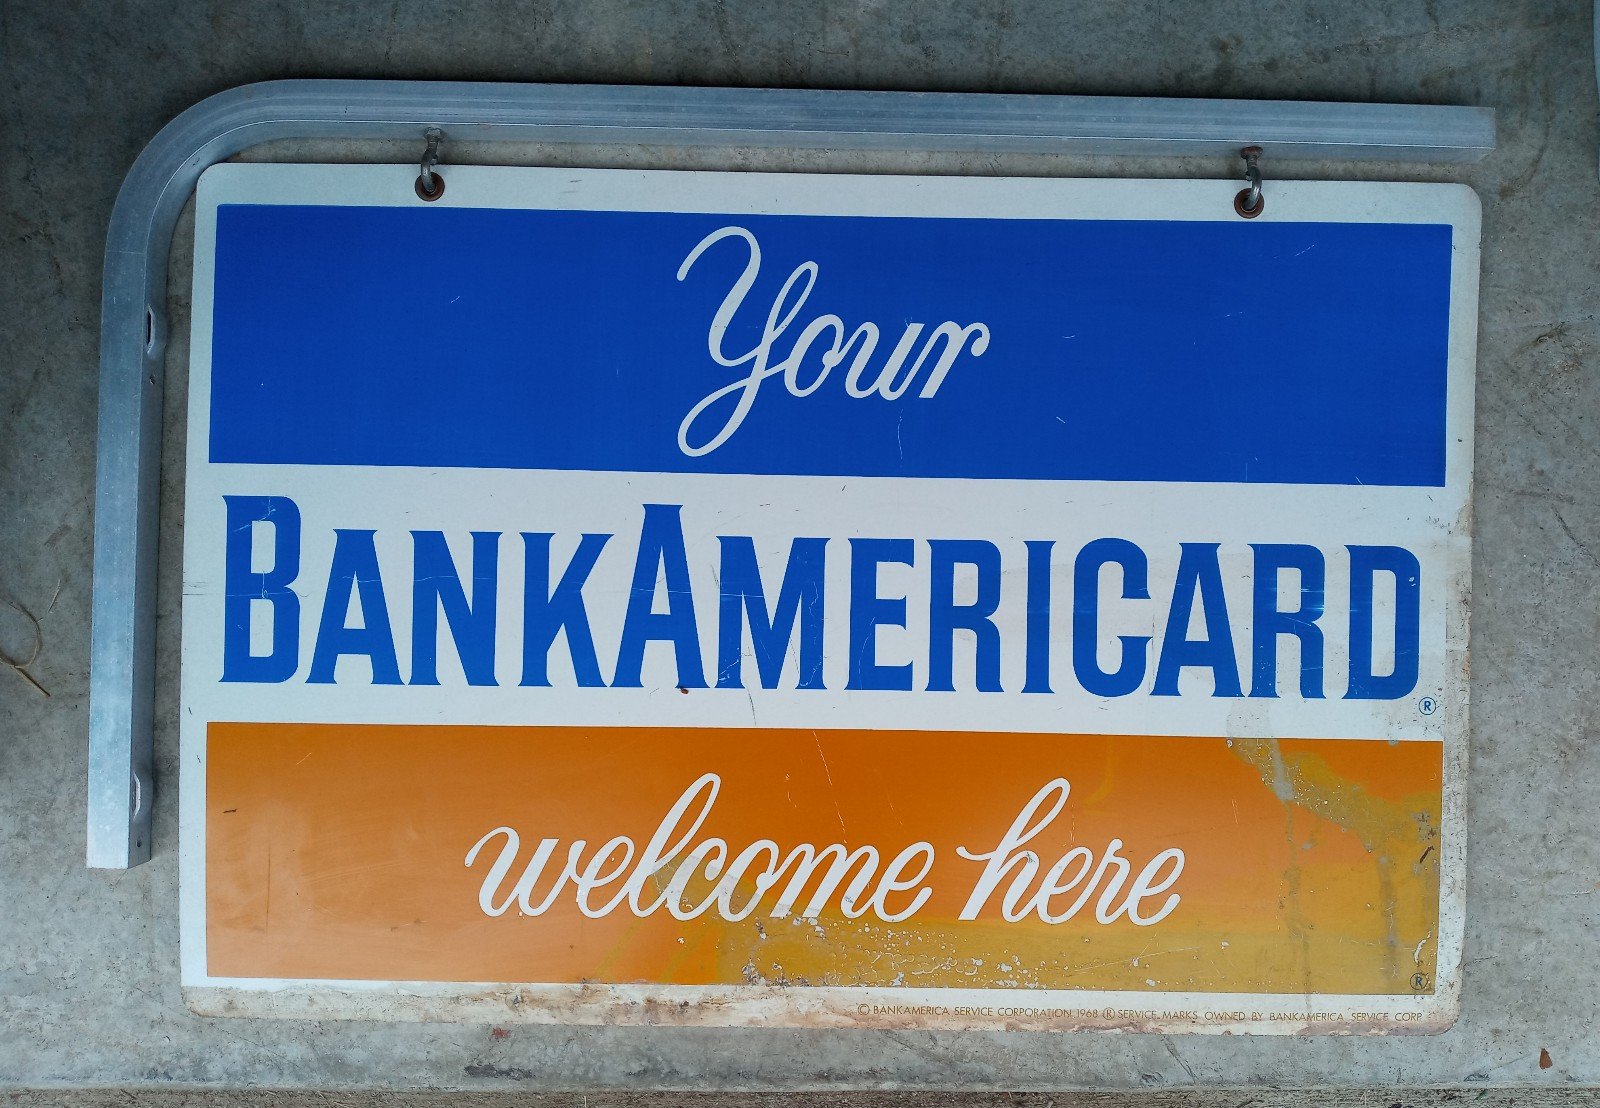 Your
BANKAMERICARD
®
welcome here
®
© BANKAMERICA SERVICE CORPORATION 1968 ® SERVICE MARKS OWNED BY BANKAMERICA SERVICE CORP.